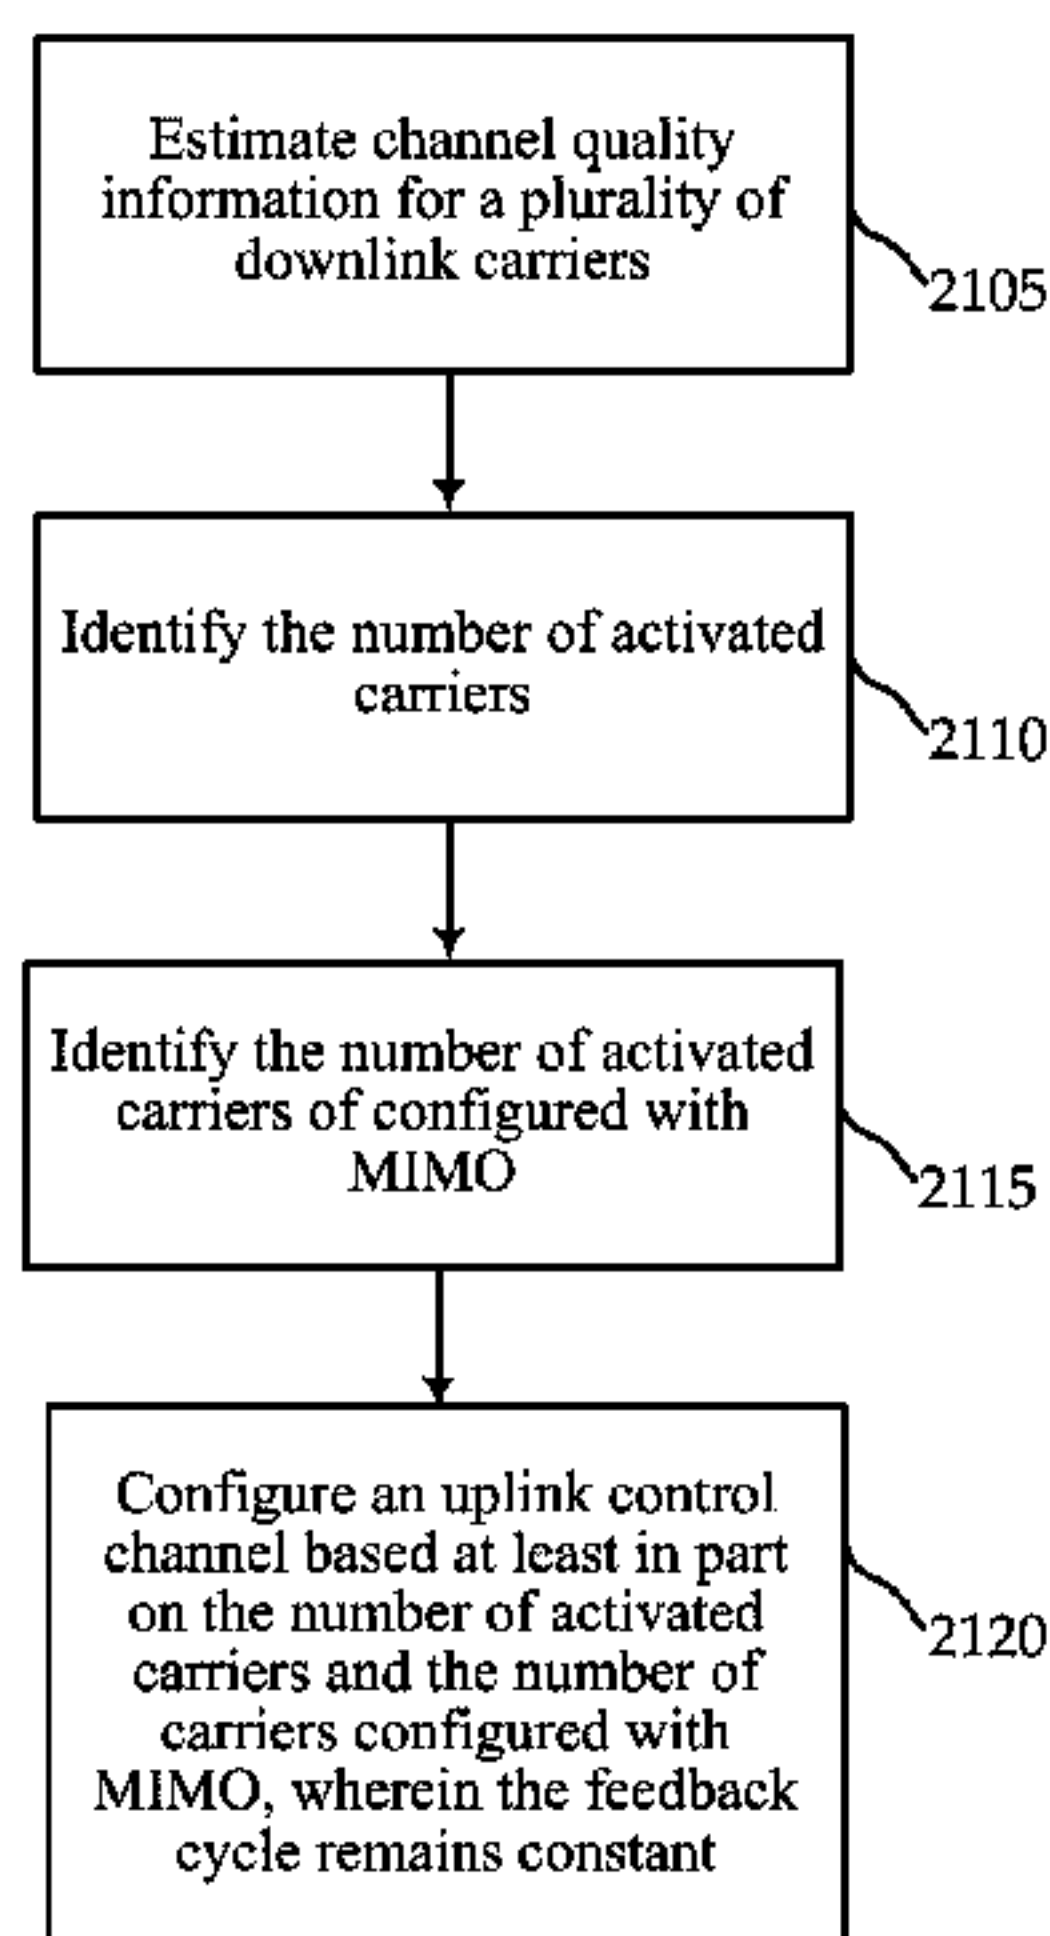 Estimate channel quality
information for a plurality of
downlink carriers
2105
Identify the number of activated
carriers
2110
Identify the number of activated
carriers of configured with
MIMO
2115
Configure an uplink control
channel based at least in part
on the number of activated
carriers and the number of
carriers configured with
MIMO, wherein the feedback
cycle remains constant
2120